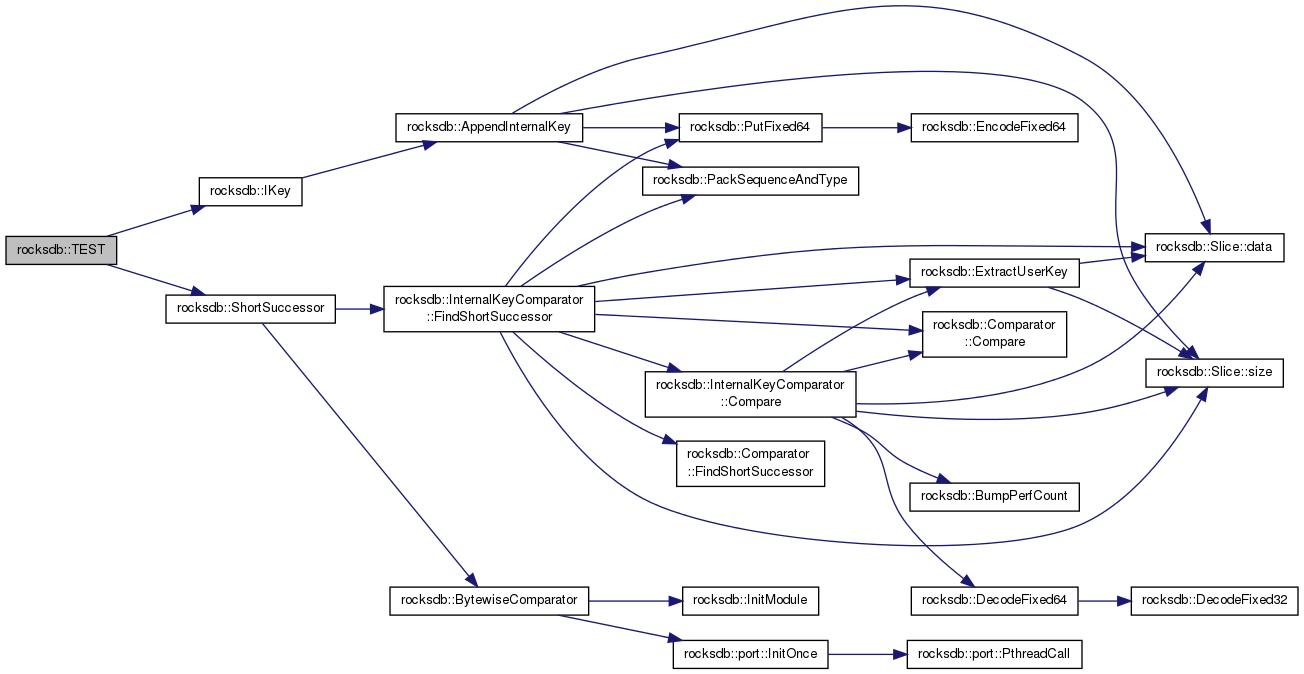 rocksdb::TEST
rocksdb::IKey
rocksdb::ShortSuccessor
rocksdb::AppendInternalKey
rocksdb::InternalKeyComparator
::FindShortSuccessor
rocksdb::BytewiseComparator
rocksdb::PutFixed64
rocksdb::PackSequenceAndType
rocksdb::InternalKeyComparator
::Compare
rocksdb::Comparator
::FindShortSuccessor
rocksdb::InitModule
rocksdb::port::InitOnce
rocksdb::EncodeFixed64
rocksdb::ExtractUserKey
rocksdb::Comparator
::Compare
rocksdb::BumpPerfCount
rocksdb::DecodeFixed64
rocksdb::port::PthreadCall
rocksdb::Slice::data
rocksdb::Slice::size
rocksdb::DecodeFixed32